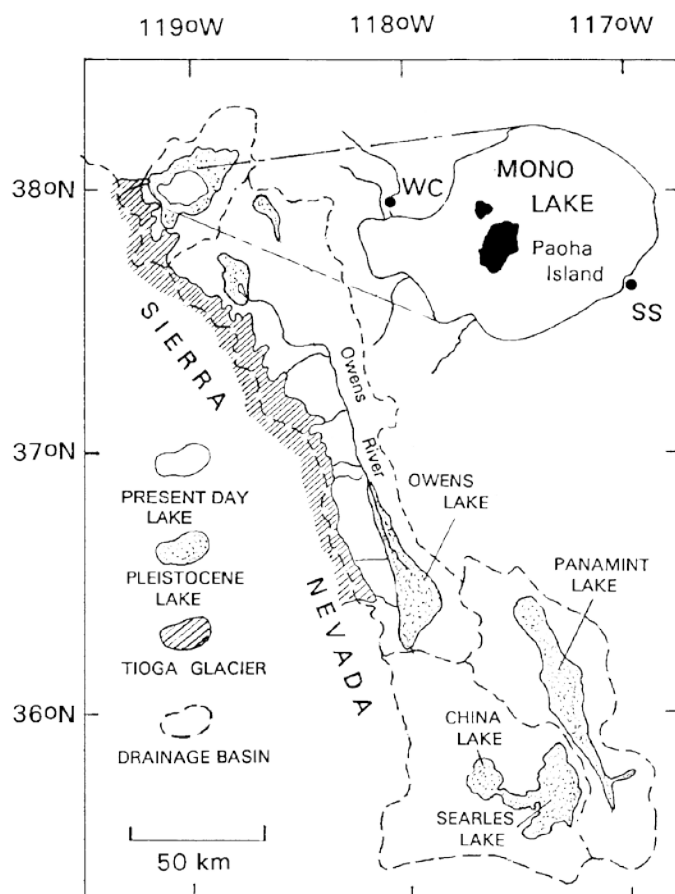 119oW 118oW 117oW
38oN
WC
MONO
LAKE
Paoha
Island
SS
SIERRA
Owens
River
37oN
OWENS
LAKE
PRESENT DAY
LAKE
PANAMINT
LAKE
PLEISTOCENE
LAKE
NEVADA
TIOGA GLACIER
36oN
CHINA
LAKE
DRAINAGE BASIN
SEARLES
LAKE
50 km